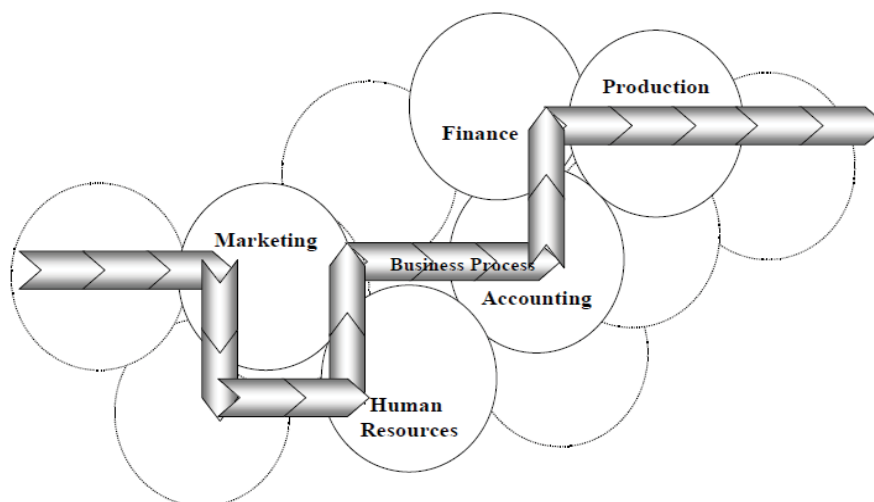 Production
Finance
Marketing
Business Process
Accounting
Human
Resources